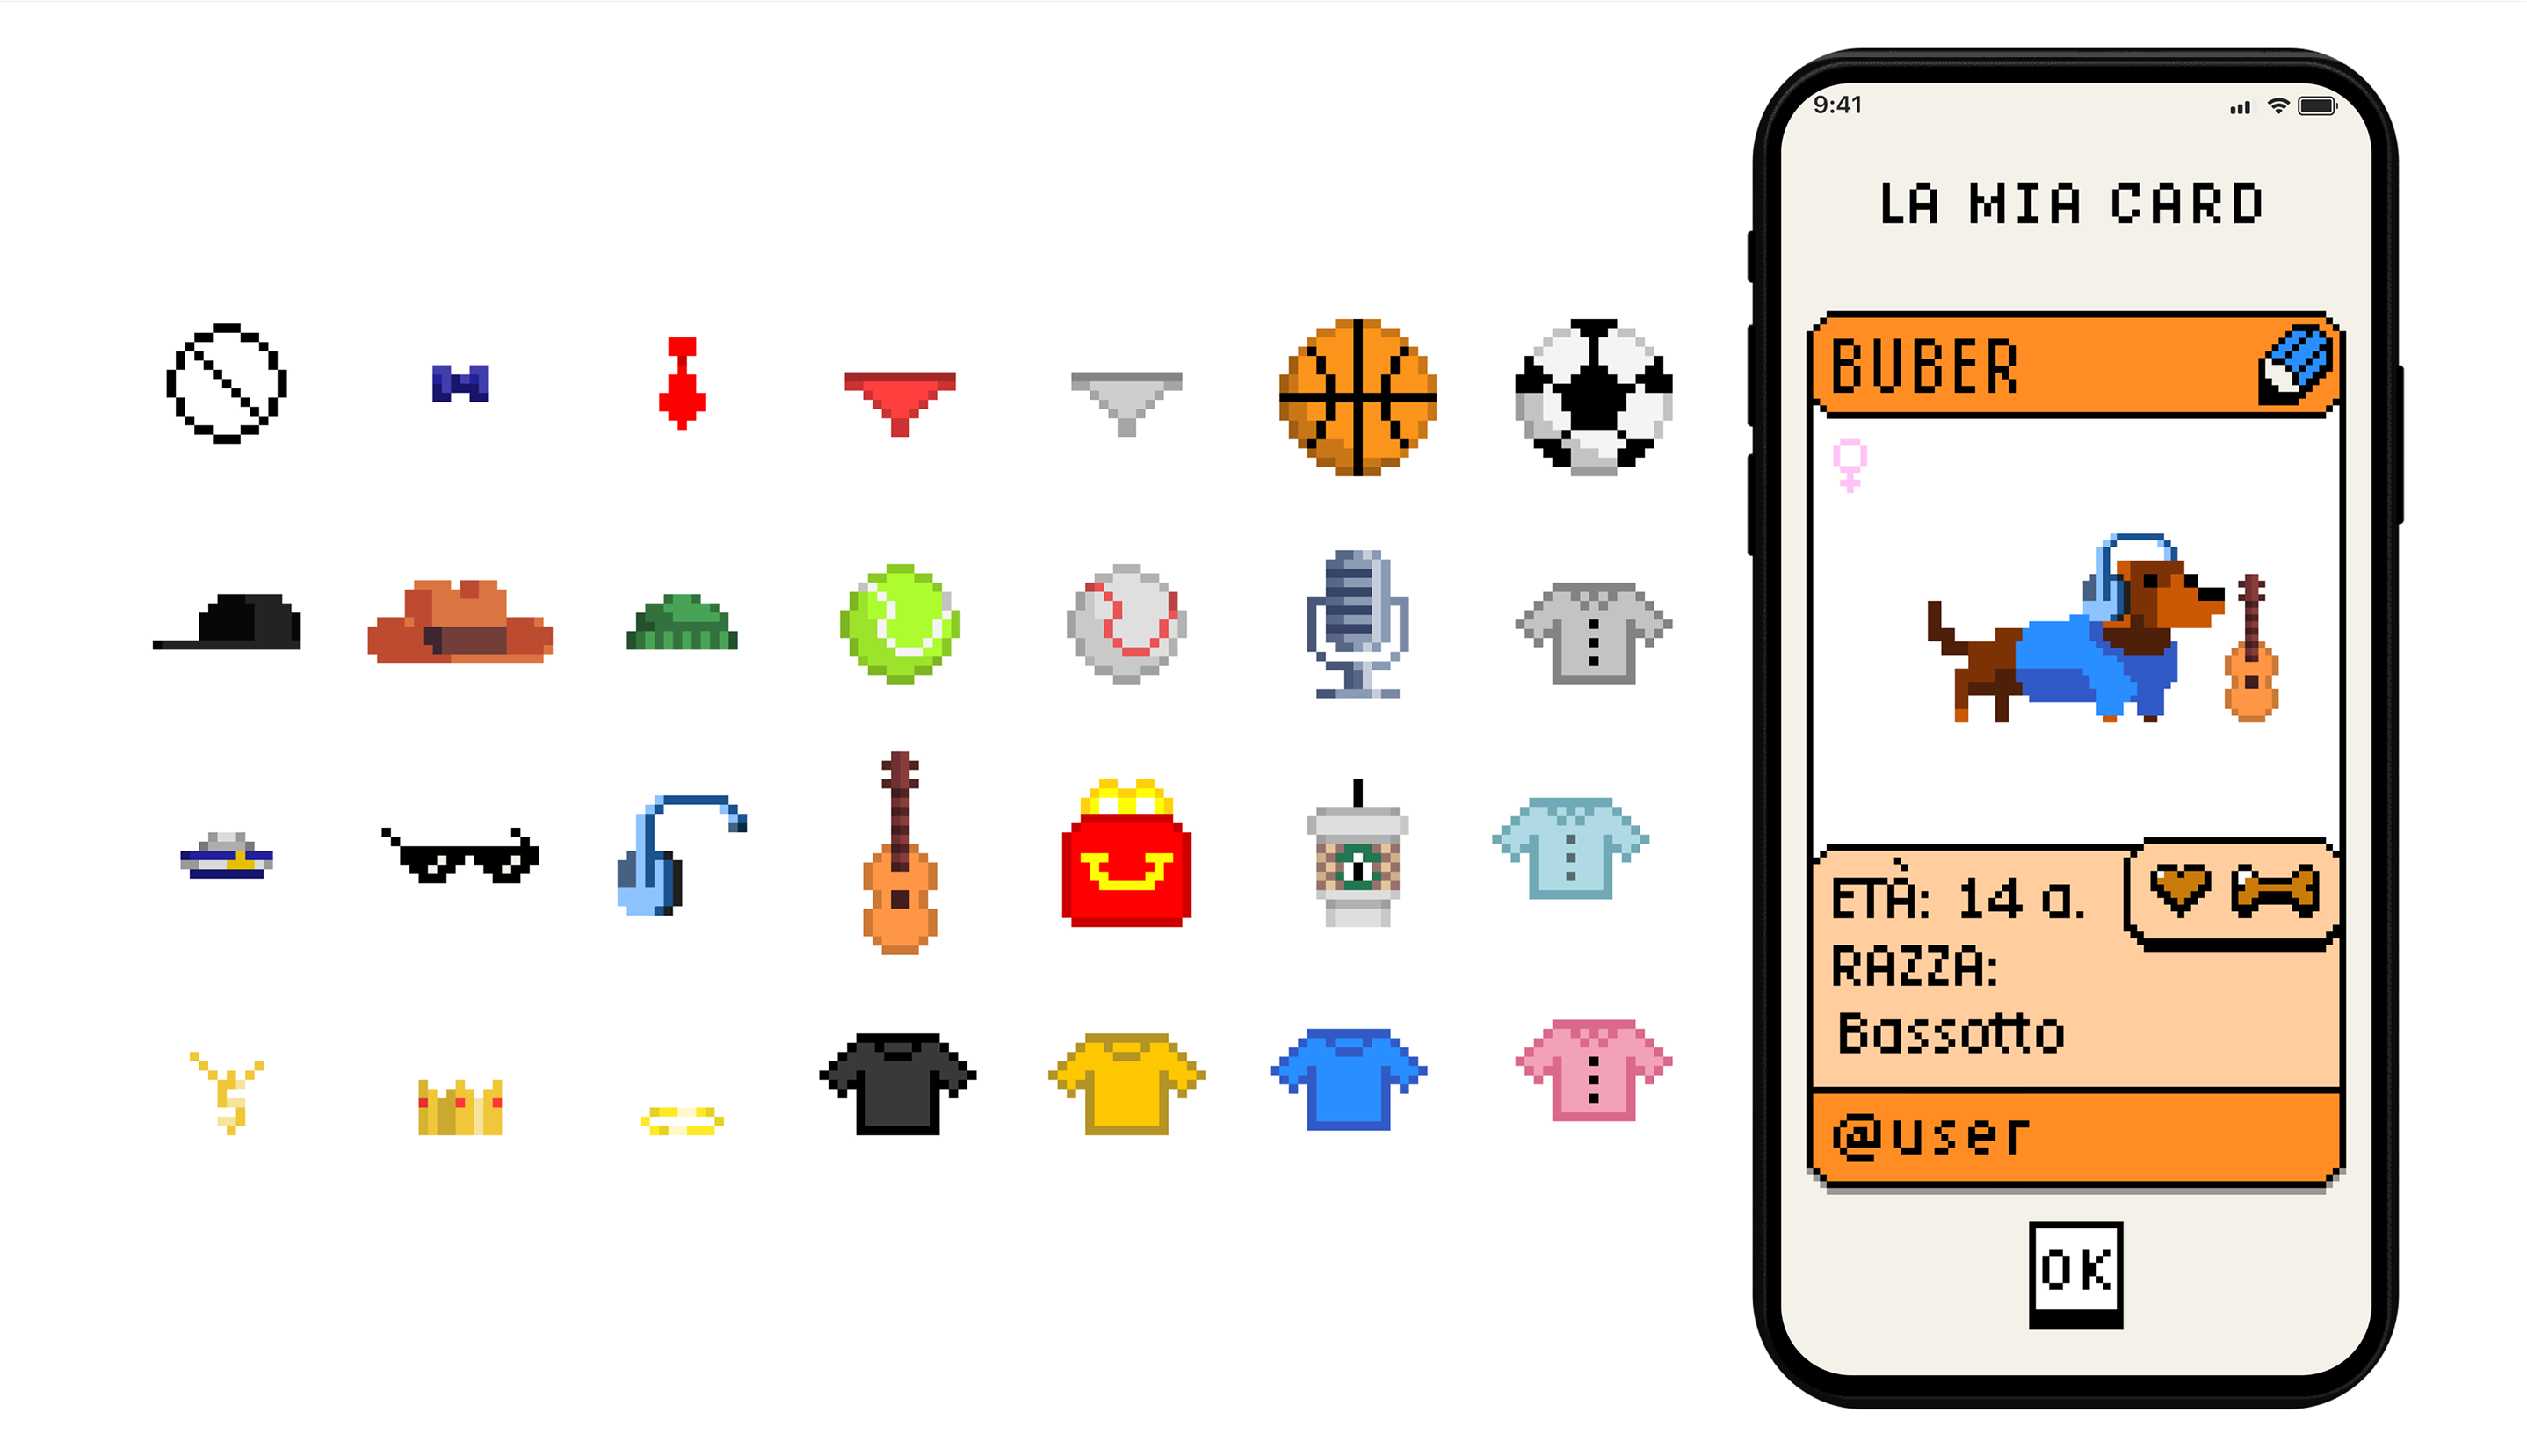 9:41
LA MIA CARD
BUBER
ETÀ: 14 a.
RAZZA:
Bassotto
@user
OK